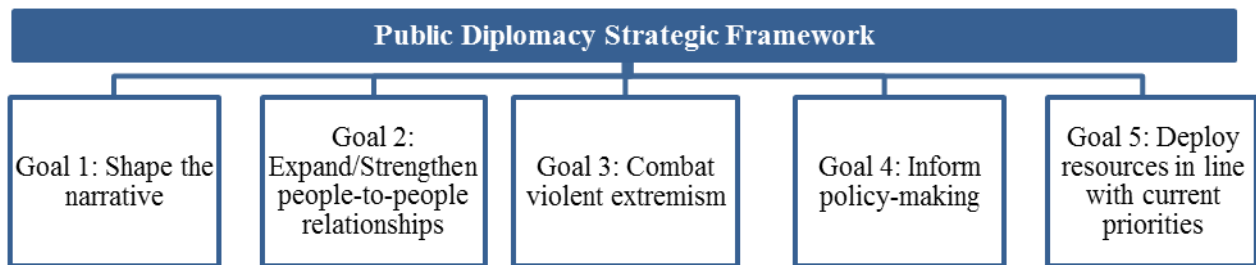 Public Diplomacy Strategic Framework
Goal 1: Shape the
narrative
Goal 2:
Expand/Strengthen
people-to-people
relationships
Goal 3: Combat
violent extremism
Goal 4: Inform
policy-making
Goal 5: Deploy
resources in line
with current
priorities